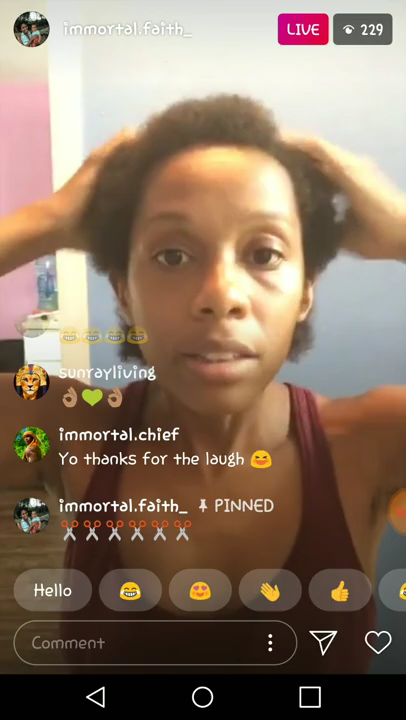 immortal.faith_
LIVE 229
😂😂😂😂
sunrayliving
👌🏽💚👌🏽
immortal.chief
Yo thanks for the laugh 😆
immortal.faith_ 📌 PINNED
✂️✂️✂️✂️✂️✂️
Hello 😂 😍 👋 👍
Comment